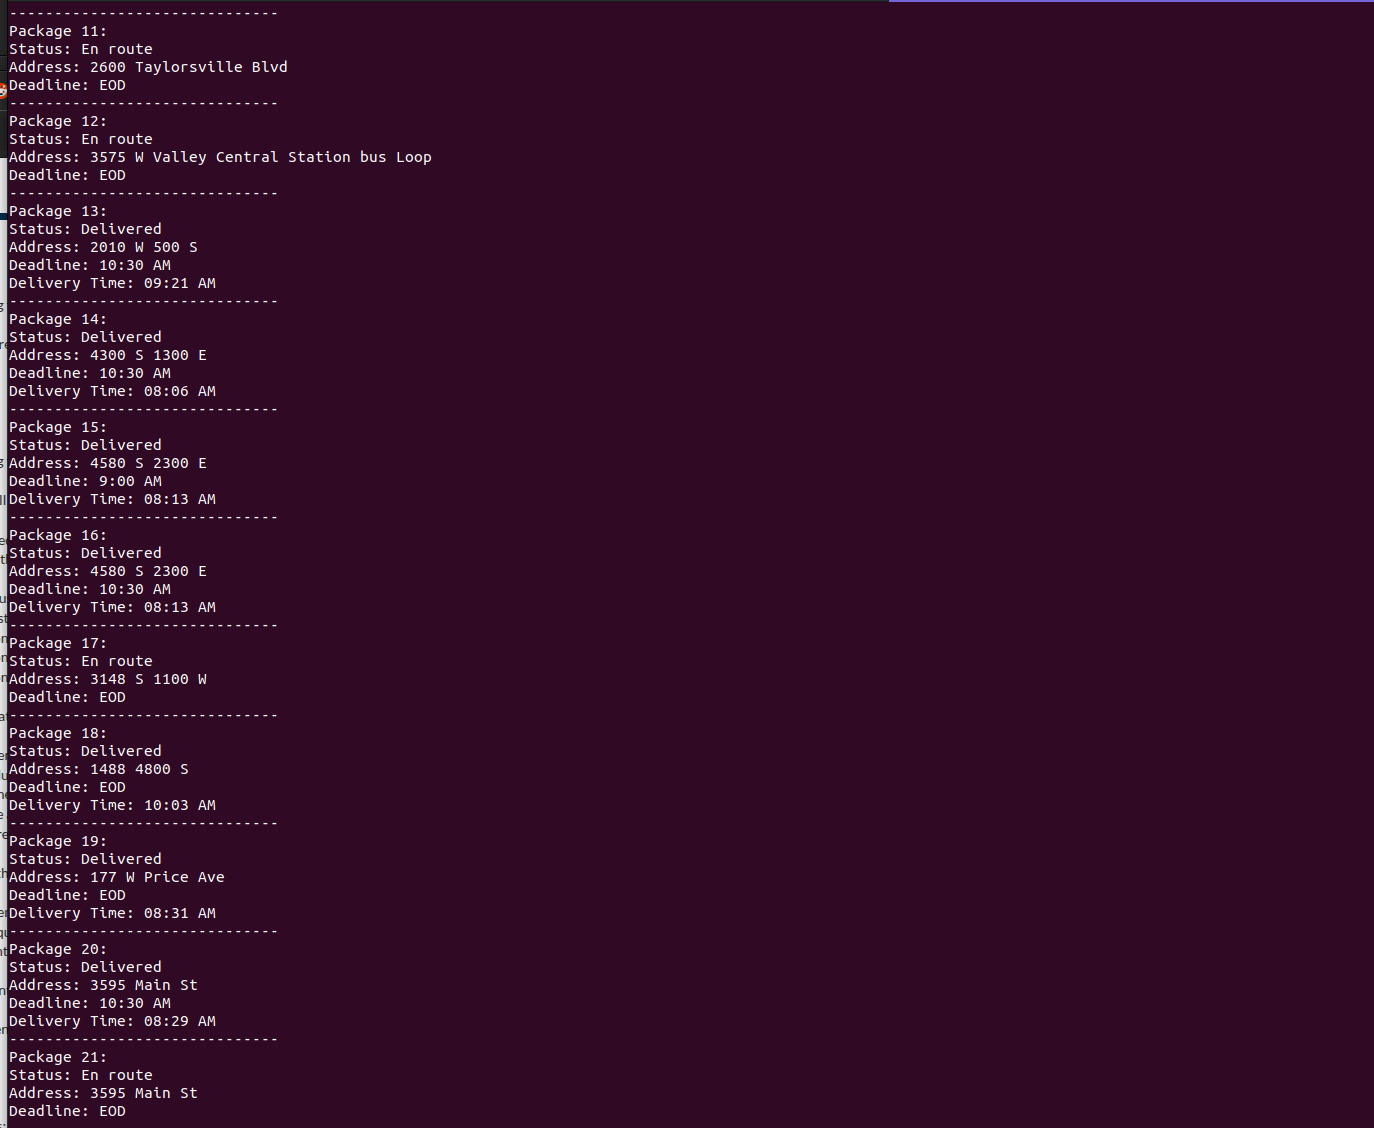 ------------------------------
Package 11:
Status: En route
Address: 2600 Taylorsville Blvd
Deadline: EOD
------------------------------
Package 12:
Status: En route
Address: 3575 W Valley Central Station bus Loop
Deadline: EOD
------------------------------
Package 13:
Status: Delivered
Address: 2010 W 500 S
Deadline: 10:30 AM
Delivery Time: 09:21 AM
------------------------------
Package 14:
Status: Delivered
Address: 4300 S 1300 E
Deadline: 10:30 AM
Delivery Time: 08:06 AM
------------------------------
Package 15:
Status: Delivered
Address: 4580 S 2300 E
Deadline: 9:00 AM
Delivery Time: 08:13 AM
------------------------------
Package 16:
Status: Delivered
Address: 4580 S 2300 E
Deadline: 10:30 AM
Delivery Time: 08:13 AM
------------------------------
Package 17:
Status: En route
Address: 3148 S 1100 W
Deadline: EOD
------------------------------
Package 18:
Status: Delivered
Address: 1488 4800 S
Deadline: EOD
Delivery Time: 10:03 AM
------------------------------
Package 19:
Status: Delivered
Address: 177 W Price Ave
Deadline: EOD
Delivery Time: 08:31 AM
------------------------------
Package 20:
Status: Delivered
Address: 3595 Main St
Deadline: 10:30 AM
Delivery Time: 08:29 AM
------------------------------
Package 21:
Status: En route
Address: 3595 Main St
Deadline: EOD